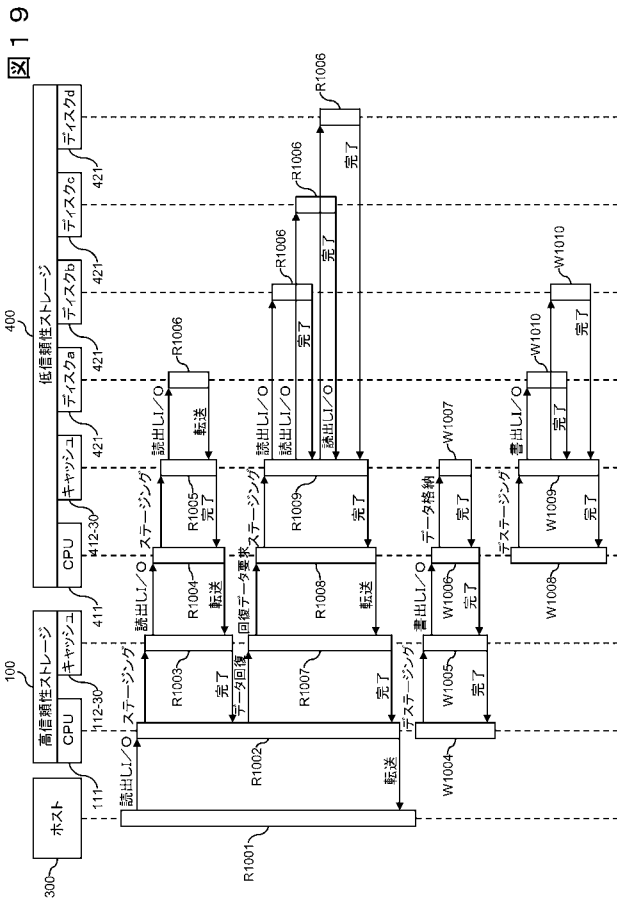 図19
300
ホスト
100
高信頼性ストレージ
111
CPU
112-30
キャッシュ
400
低信頼性ストレージ
411
CPU
412-30
キャッシュ
421
ディスクa
421
ディスクb
421
ディスクc
421
ディスクd
R1001
読出しI/O
R1002
ステージング
R1003
読出しI/O
R1004
ステージング
R1005
読出しI/O
R1006
転送
完了
転送
完了
データ回復
R1007
回復データ要求
R1008
ステージング
R1009
読出しI/O
読出しI/O
読出しI/O
R1006
R1006
R1006
完了
完了
完了
完了
転送
完了
転送
W1004
デステージング
W1005
書出しI/O
W1006
データ格納
W1007
完了
完了
完了
W1008
デステージング
W1009
書出しI/O
W1010
W1010
完了
完了
完了